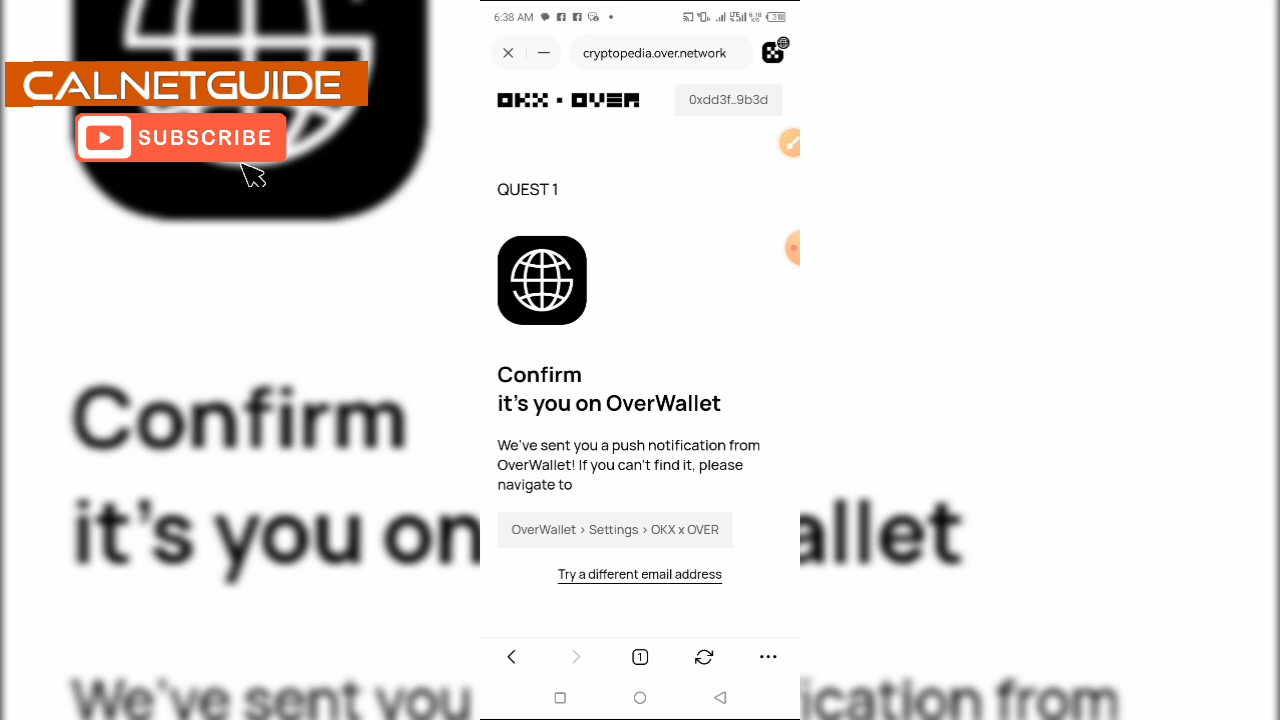 CALNETGUIDE
SUBSCRIBE
6:38 AM
cryptopedia.over.network
OKX · OVER
0xdd3f..9b3d
QUEST 1
Confirm
it's you on OverWallet
We've sent you a push notification from
OverWallet! If you can't find it, please
navigate to
OverWallet > Settings > OKX x OVER
Try a different email address
1
Confirm
it's you on
allet
We've sent you
ication from